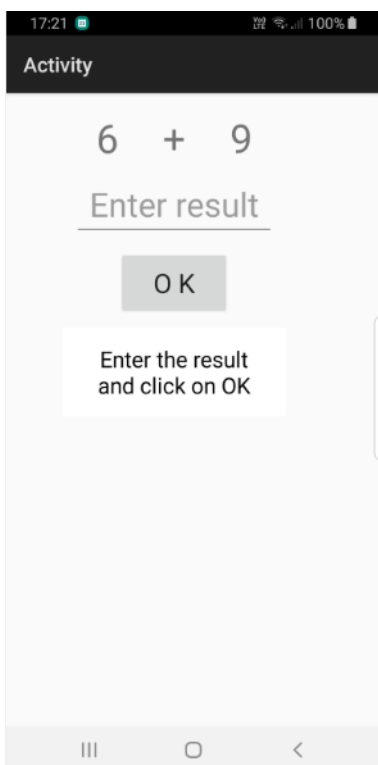 17:21 100%
Activity
6 + 9
Enter result
OK
Enter the result
and click on OK